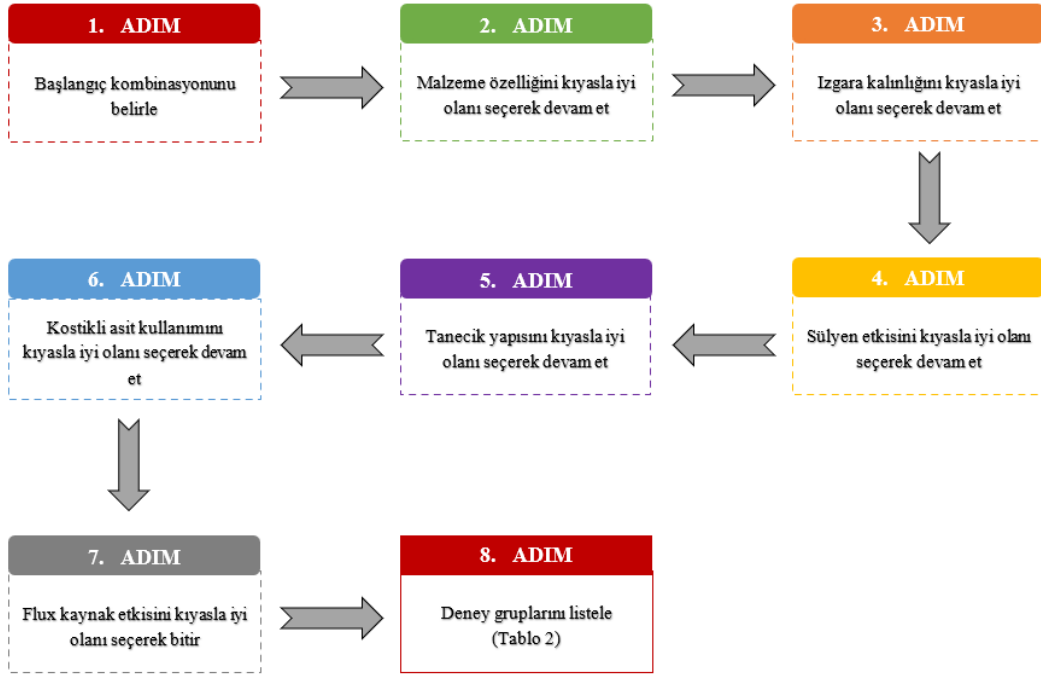 1. ADIM
Başlangıç kombinasyonunu
belirle
2. ADIM
Malzeme özelliğini kıyasla iyi
olanı seçerek devam et
3. ADIM
Izgara kalınlığını kıyasla iyi
olanı seçerek devam et
4. ADIM
Sülyen etkisini kıyasla iyi olanı
seçerek devam et
5. ADIM
Tanecik yapısını kıyasla iyi
olanı seçerek devam et
6. ADIM
Kostikli asit kullanımını
kıyasla iyi olanı seçerek devam
et
7. ADIM
Flux kaynak etkisini kıyasla iyi
olanı seçerek bitir
8. ADIM
Deney gruplarını listele
(Tablo 2)